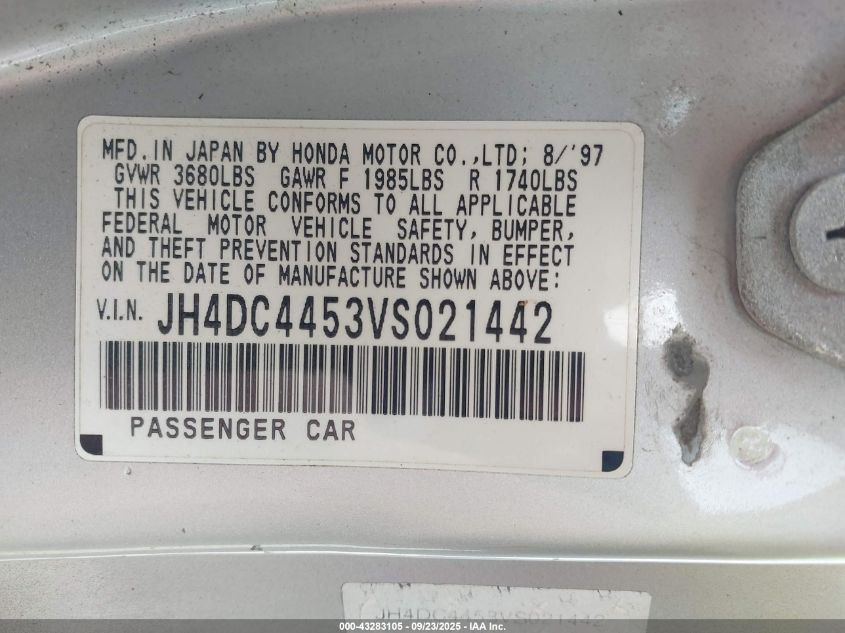 MFD. IN JAPAN BY HONDA MOTOR CO.,LTD; 8/'97
GVWR 3680LBS GAWR F 1985LBS R 1740LBS
THIS VEHICLE CONFORMS TO ALL APPLICABLE
FEDERAL MOTOR VEHICLE SAFETY, BUMPER,
AND THEFT PREVENTION STANDARDS IN EFFECT
ON THE DATE OF MANUFACTURE SHOWN ABOVE:
V.I.N. JH4DC4453VS021442
PASSENGER CAR
JH4DC4453VS021442
000-43283105 - 09/23/2025 - IAA Inc.